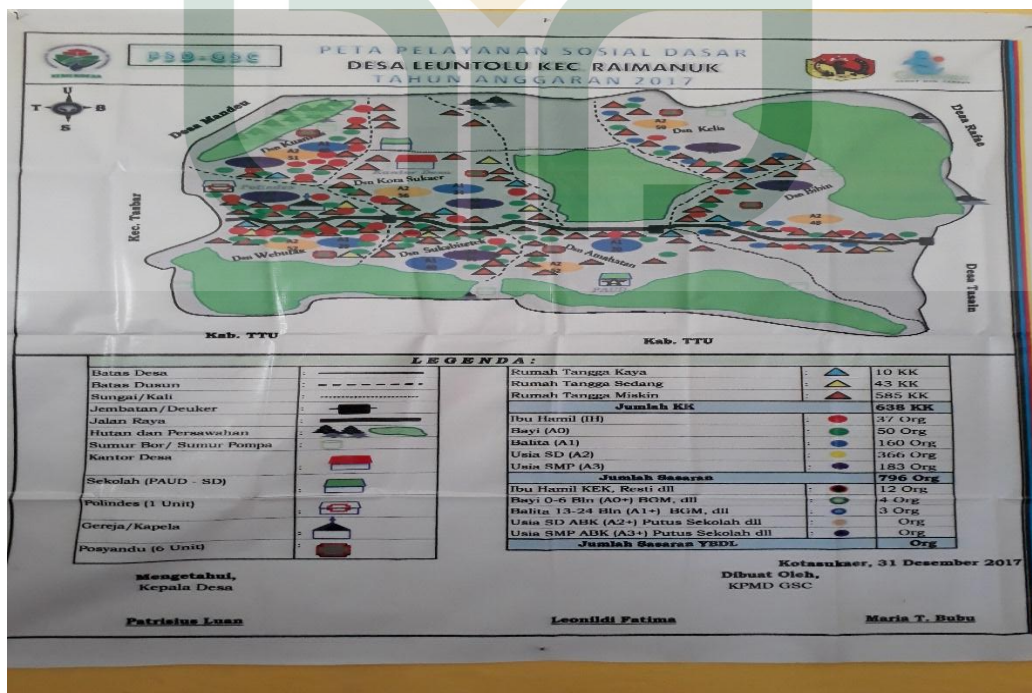 PSD-GSC
PETA PELAYANAN SOSIAL DASAR
DESA LEUNTOLU KEC RAIMANUK
TAHUN ANGGARAN 2017
U
T B
S
Desa Mandeu
Desa Rafae
Kec. Tasbar
Desa Tasain
Dsn Kelia
Dsn Kota Sukaer
Kantor Desa
Dsn Bibin
Dsn Webutak
Dsn Sukabitetek
Dsn Amahatan
PAUD
Kab. TTU
Kab. TTU
LEGENDA:
Batas Desa :
Batas Dusun :
Sungai/Kali :
Jembatan/Deuker :
Jalan Raya :
Hutan dan Persawahan :
Sumur Bor/ Sumur Pompa :
Kantor Desa :
Sekolah (PAUD - SD) :
Polindes (1 Unit) :
Gereja/Kapela :
Posyandu (6 Unit) :
Rumah Tangga Kaya : 10 KK
Rumah Tangga Sedang : 43 KK
Rumah Tangga Miskin : 585 KK
Jumlah KK 638 KK
Ibu Hamil (IH) : 37 Org
Bayi (A0) : 50 Org
Balita (A1) : 160 Org
Usia SD (A2) : 366 Org
Usia SMP (A3) : 183 Org
Jumlah Sasaran 796 Org
Ibu Hamil KEK, Resti dll : 12 Org
Bayi 0-6 Bln (A0+) BGM, dll : 4 Org
Balita 13-24 Bln (A1+) BGM, dll : 3 Org
Usia SD ABK (A2+) Putus Sekolah dll : Org
Usia SMP ABK (A3+) Putus Sekolah dll : Org
Jumlah Sasaran YBDL Org
Kotasukaer, 31 Desember 2017
Mengetahui,
Kepala Desa
Dibuat Oleh,
KPMD GSC
Patrisius Luan
Leonildi Fatima
Maria T. Bubu